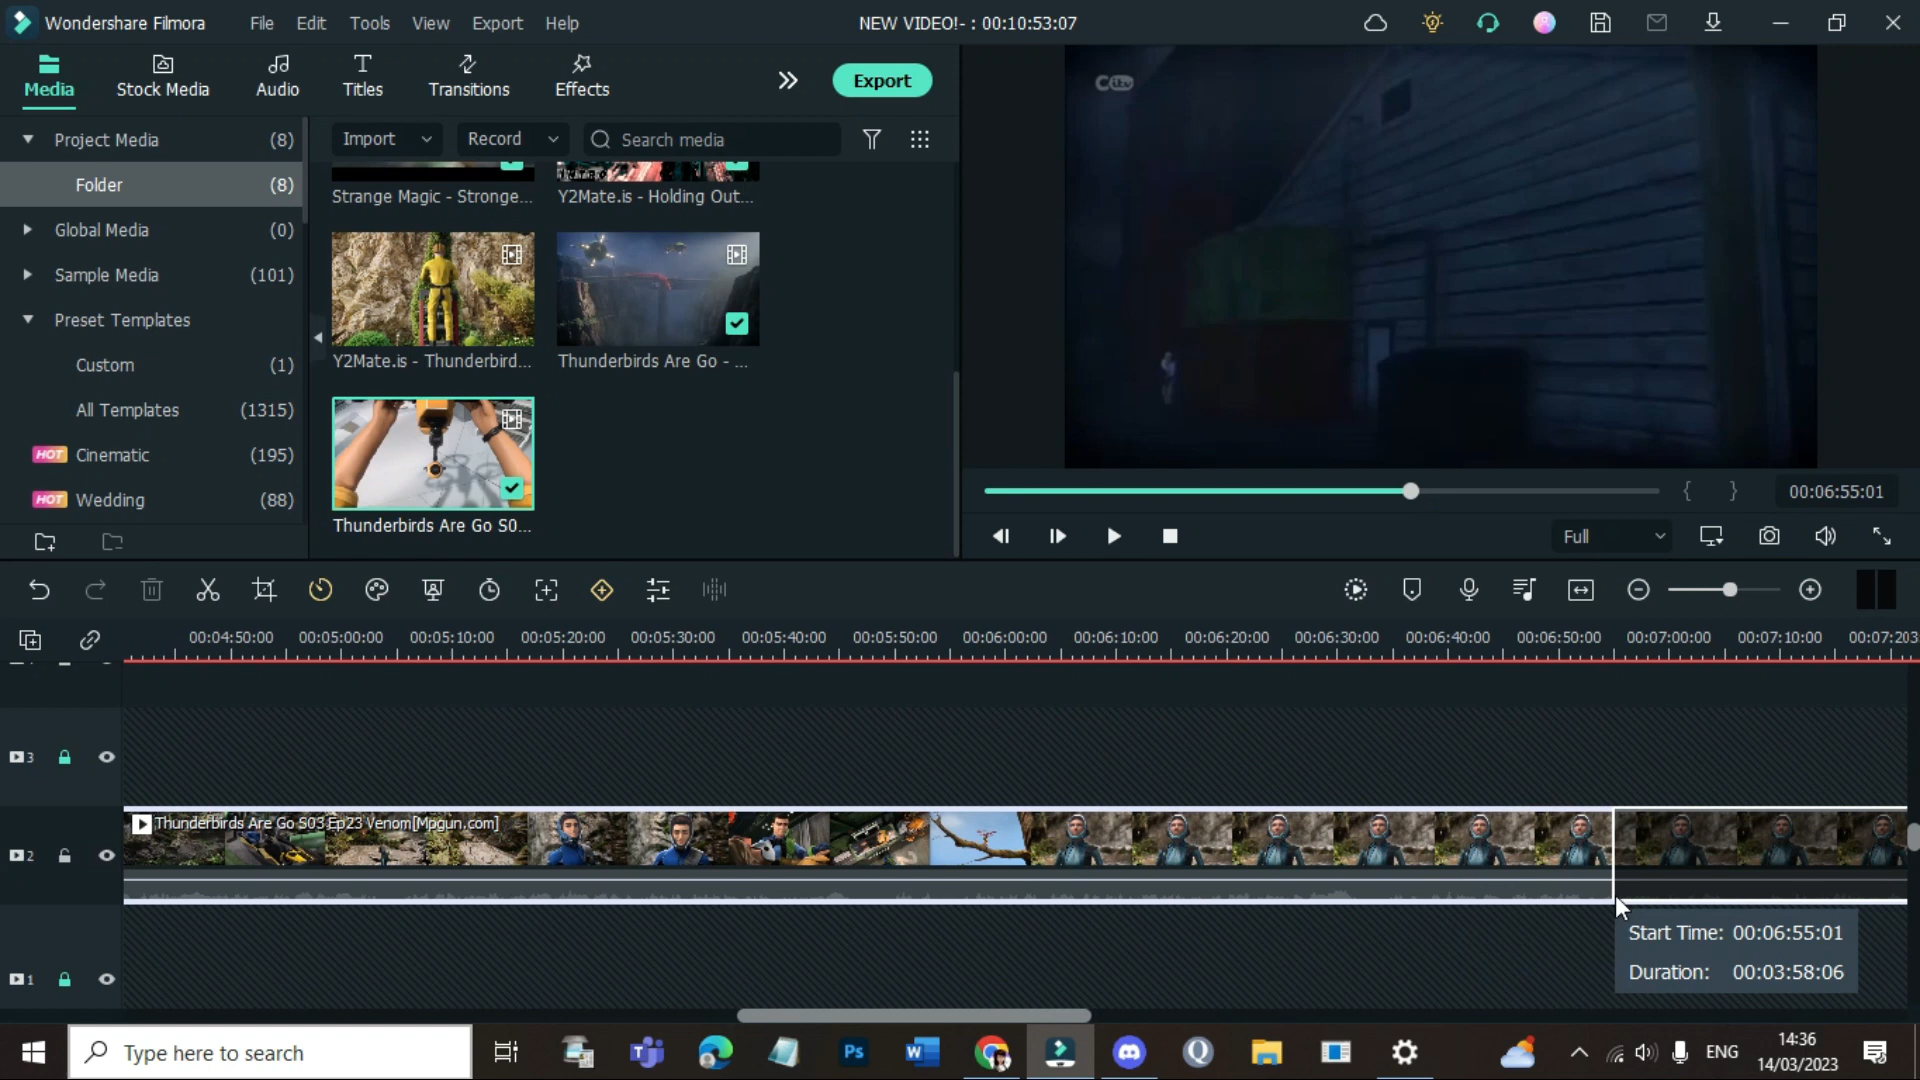 Wondershare Filmora File Edit Tools View Export Help NEW VIDEO!- : 00:10:53:07
Media Stock Media Audio Titles Transitions Effects Export
CiTV
Project Media (8) Import Record Search media
Folder (8)
Strange Magic - Stronge... Y2Mate.is - Holding Out...
Global Media (0)
Sample Media (101)
Preset Templates
Y2Mate.is - Thunderbird... Thunderbirds Are Go - ...
Custom (1)
All Templates (1315)
HOT Cinematic (195)
HOT Wedding (88)
Thunderbirds Are Go S0...
{ } 00:06:55:01
Full
00:04:50:00 00:05:00:00 00:05:10:00 00:05:20:00 00:05:30:00 00:05:40:00 00:05:50:00 00:06:00:00 00:06:10:00 00:06:20:00 00:06:30:00 00:06:40:00 00:06:50:00 00:07:00:00 00:07:10:00 00:07:20
3
Thunderbirds Are Go S03 Ep23 Venom[Mpgun.com]
2
Start Time: 00:06:55:01
Duration: 00:03:58:06
1
Type here to search
Ps
ENG
14:36
14/03/2023